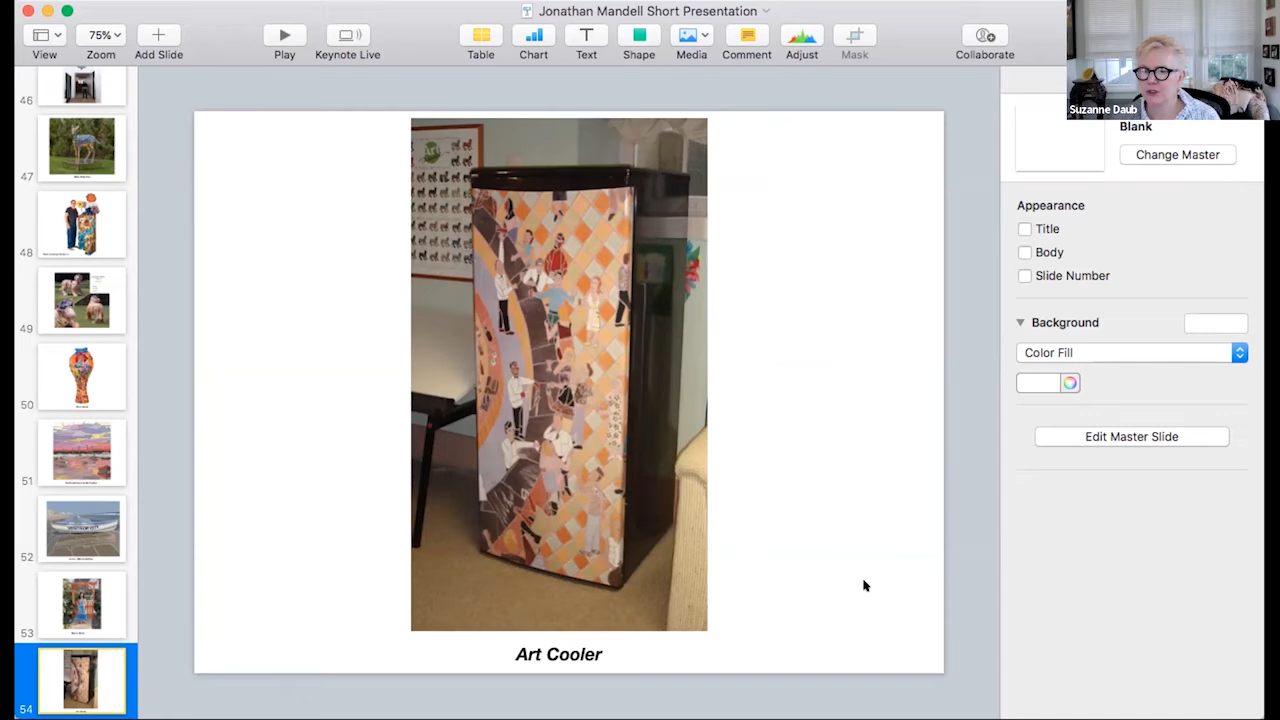 Jonathan Mandell Short Presentation
View
75%
Zoom
Add Slide
Play
Keynote Live
Table
Chart
Text
Shape
Media
Comment
Adjust
Mask
Collaborate
Suzanne Daub
46
47
48
49
50
51
52
53
54
Art Cooler
Blank
Change Master
Appearance
Title
Body
Slide Number
Background
Color Fill
Edit Master Slide